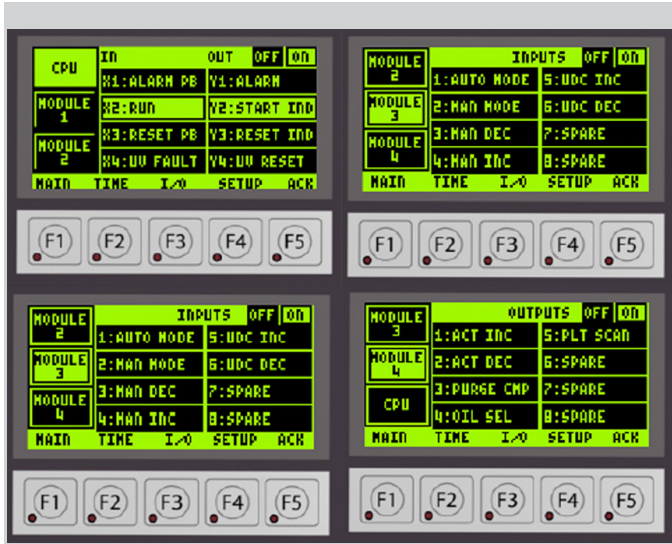 CPU
MODULE 1
MODULE 2
IN OUT OFF ON
X1:ALARM PB Y1:ALARM
X2:RUN Y2:START IND
X3:RESET PB Y3:RESET IND
X4:UV FAULT Y4:UV RESET
MAIN TIME I/O SETUP ACK
F1 F2 F3 F4 F5
MODULE 2
MODULE 3
MODULE 4
INPUTS OFF ON
1:AUTO MODE 5:UDC INC
2:MAN MODE 6:UDC DEC
3:MAN DEC 7:SPARE
4:MAN INC 8:SPARE
MAIN TIME I/O SETUP ACK
F1 F2 F3 F4 F5
MODULE 2
MODULE 3
MODULE 4
INPUTS OFF ON
1:AUTO MODE 5:UDC INC
2:MAN MODE 6:UDC DEC
3:MAN DEC 7:SPARE
4:MAN INC 8:SPARE
MAIN TIME I/O SETUP ACK
F1 F2 F3 F4 F5
MODULE 3
MODULE 4
CPU
OUTPUTS OFF ON
1:ACT INC 5:PLT SCAN
2:ACT DEC 6:SPARE
3:PURGE CMP 7:SPARE
4:OIL SEL 8:SPARE
MAIN TIME I/O SETUP ACK
F1 F2 F3 F4 F5